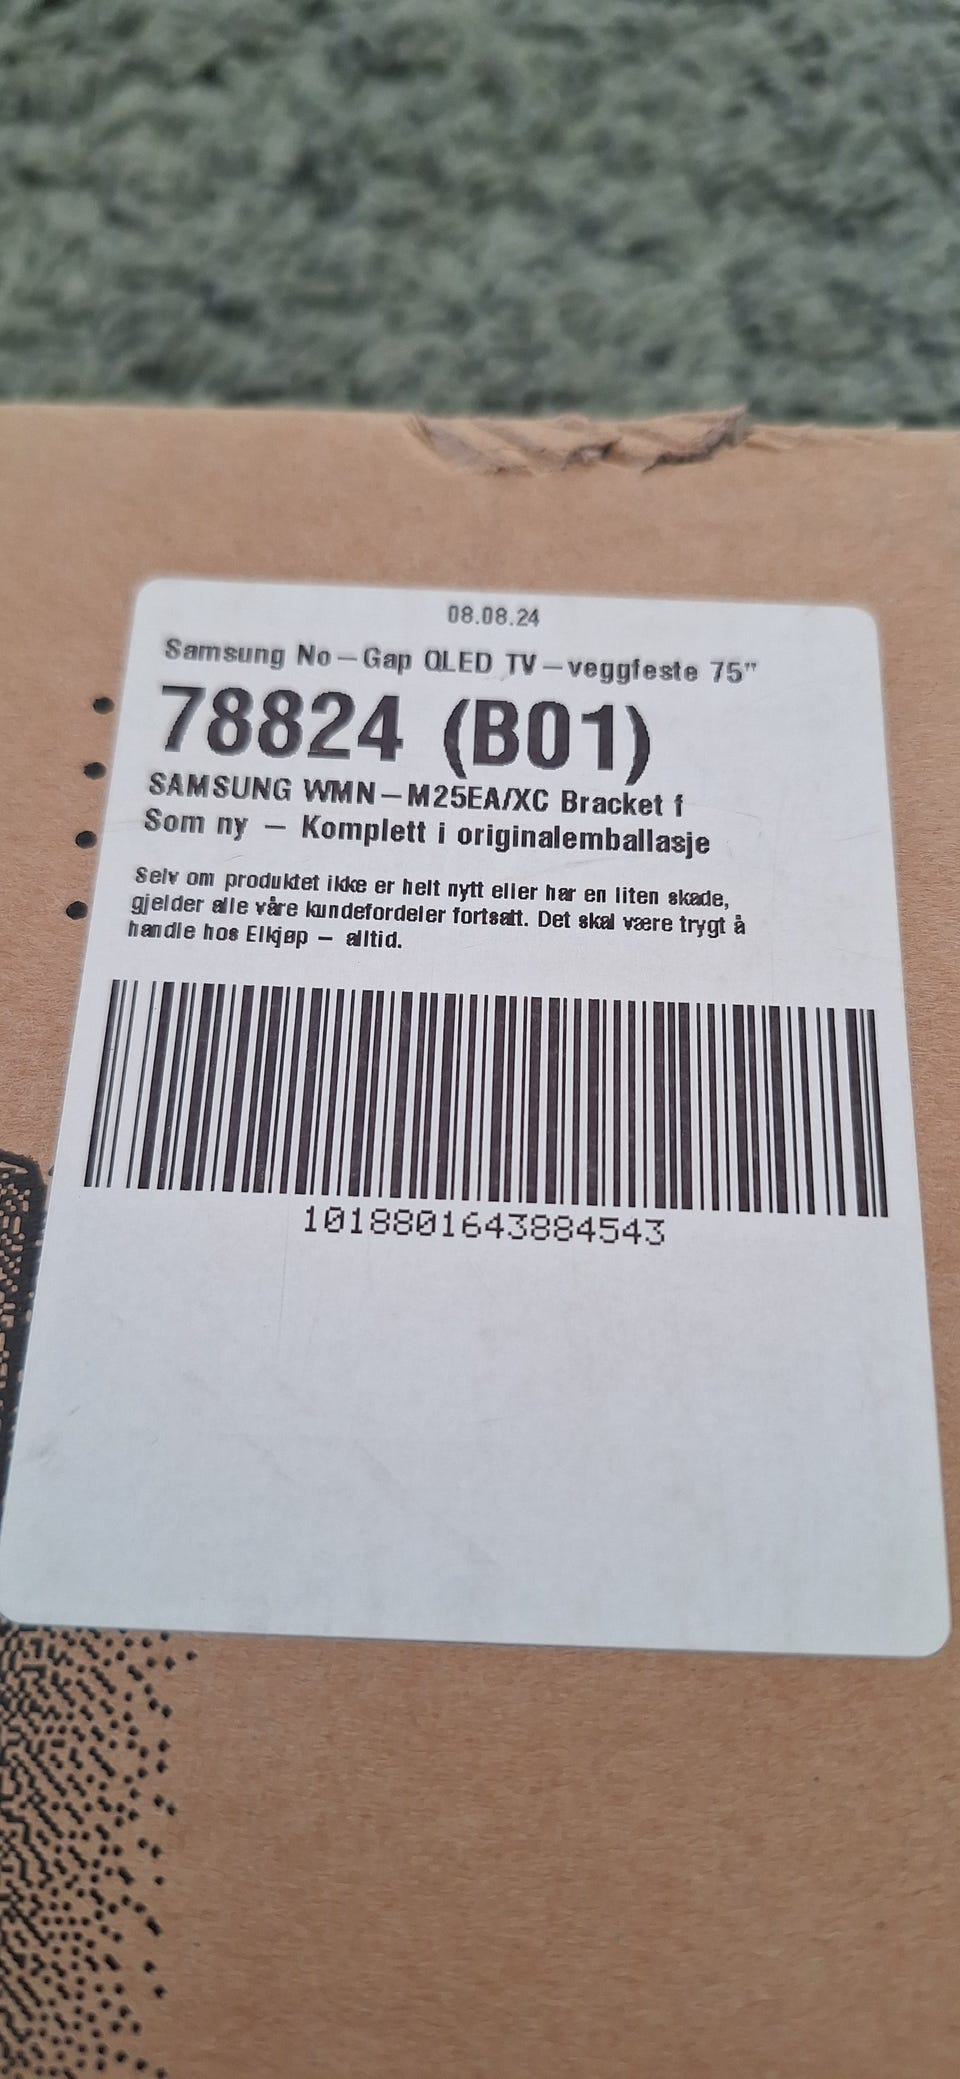 08.08.24
Samsung No-Gap QLED TV-veggfeste 75"
78824 (B01)
SAMSUNG WMN-M25EA/XC Bracket f
Som ny - Komplett i originalemballasje
Selv om produktet ikke er helt nytt eller har en liten skade,
gjelder alle våre kundefordeler fortsatt. Det skal være trygt å
handle hos Elkjøp - alltid.
1018801643884543